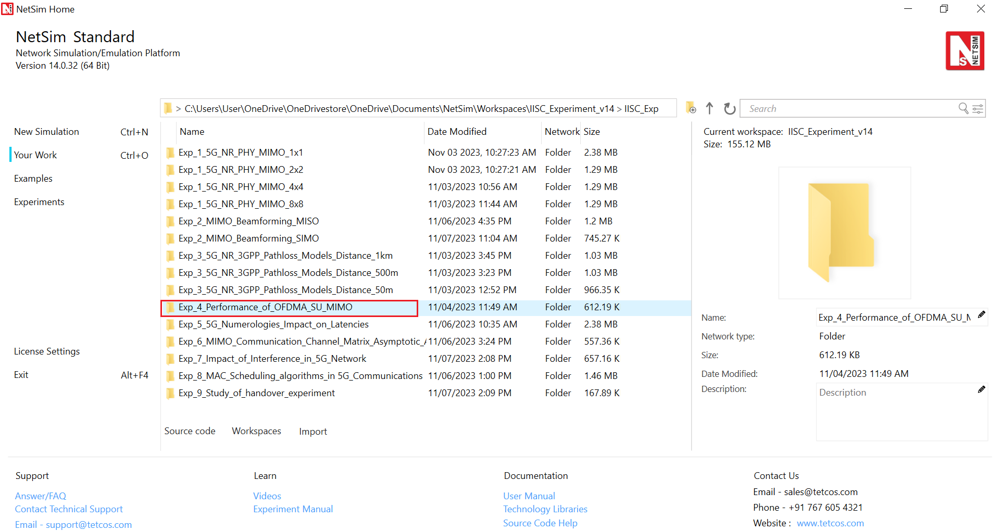 NetSim Home
NetSim Standard
Network Simulation/Emulation Platform
Version 14.0.32 (64 Bit)
NETSIM
N
S
> C:\Users\User\OneDrive\OneDrivestore\OneDrive\Documents\NetSim\Workspaces\IISC_Experiment_v14 > IISC_Exp
Search
New Simulation Ctrl+N
Your Work Ctrl+O
Examples
Experiments
License Settings
Exit Alt+F4
Name Date Modified Network Size
Exp_1_5G_NR_PHY_MIMO_1x1 Nov 03 2023, 10:27:23 AM Folder 2.38 MB
Exp_1_5G_NR_PHY_MIMO_2x2 Nov 03 2023, 10:27:21 AM Folder 1.29 MB
Exp_1_5G_NR_PHY_MIMO_4x4 11/03/2023 10:56 AM Folder 1.29 MB
Exp_1_5G_NR_PHY_MIMO_8x8 11/03/2023 11:44 AM Folder 1.29 MB
Exp_2_MIMO_Beamforming_MISO 11/06/2023 4:35 PM Folder 1.2 MB
Exp_2_MIMO_Beamforming_SIMO 11/07/2023 11:04 AM Folder 745.27 K
Exp_3_5G_NR_3GPP_Pathloss_Models_Distance_1km 11/03/2023 3:45 PM Folder 1.03 MB
Exp_3_5G_NR_3GPP_Pathloss_Models_Distance_500m 11/03/2023 3:23 PM Folder 1.03 MB
Exp_3_5G_NR_3GPP_Pathloss_Models_Distance_50m 11/03/2023 12:52 PM Folder 966.35 K
Exp_4_Performance_of_OFDMA_SU_MIMO 11/04/2023 11:49 AM Folder 612.19 K
Exp_5_5G_Numerologies_Impact_on_Latencies 11/06/2023 10:35 AM Folder 2.38 MB
Exp_6_MIMO_Communication_Channel_Matrix_Asymptotic_A 11/06/2023 3:24 PM Folder 557.36 K
Exp_7_Impact_of_Interference_in_5G_Network 11/07/2023 2:08 PM Folder 657.16 K
Exp_8_MAC_Scheduling_algorithms_in 5G_Communications 11/06/2023 1:00 PM Folder 1.46 MB
Exp_9_Study_of_handover_experiment 11/07/2023 2:09 PM Folder 167.89 K
Source code Workspaces Import
Current workspace: IISC_Experiment_v14
Size: 155.12 MB
Name: Exp_4_Performance_of_OFDMA_SU_M
Network type: Folder
Size: 612.19 KB
Date Modified: 11/04/2023 11:49 AM
Description: Description
Support
Answer/FAQ
Contact Technical Support
Email - support@tetcos.com
Learn
Videos
Experiment Manual
Documentation
User Manual
Technology Libraries
Source Code Help
Contact Us
Email - sales@tetcos.com
Phone - +91 767 605 4321
Website : www.tetcos.com